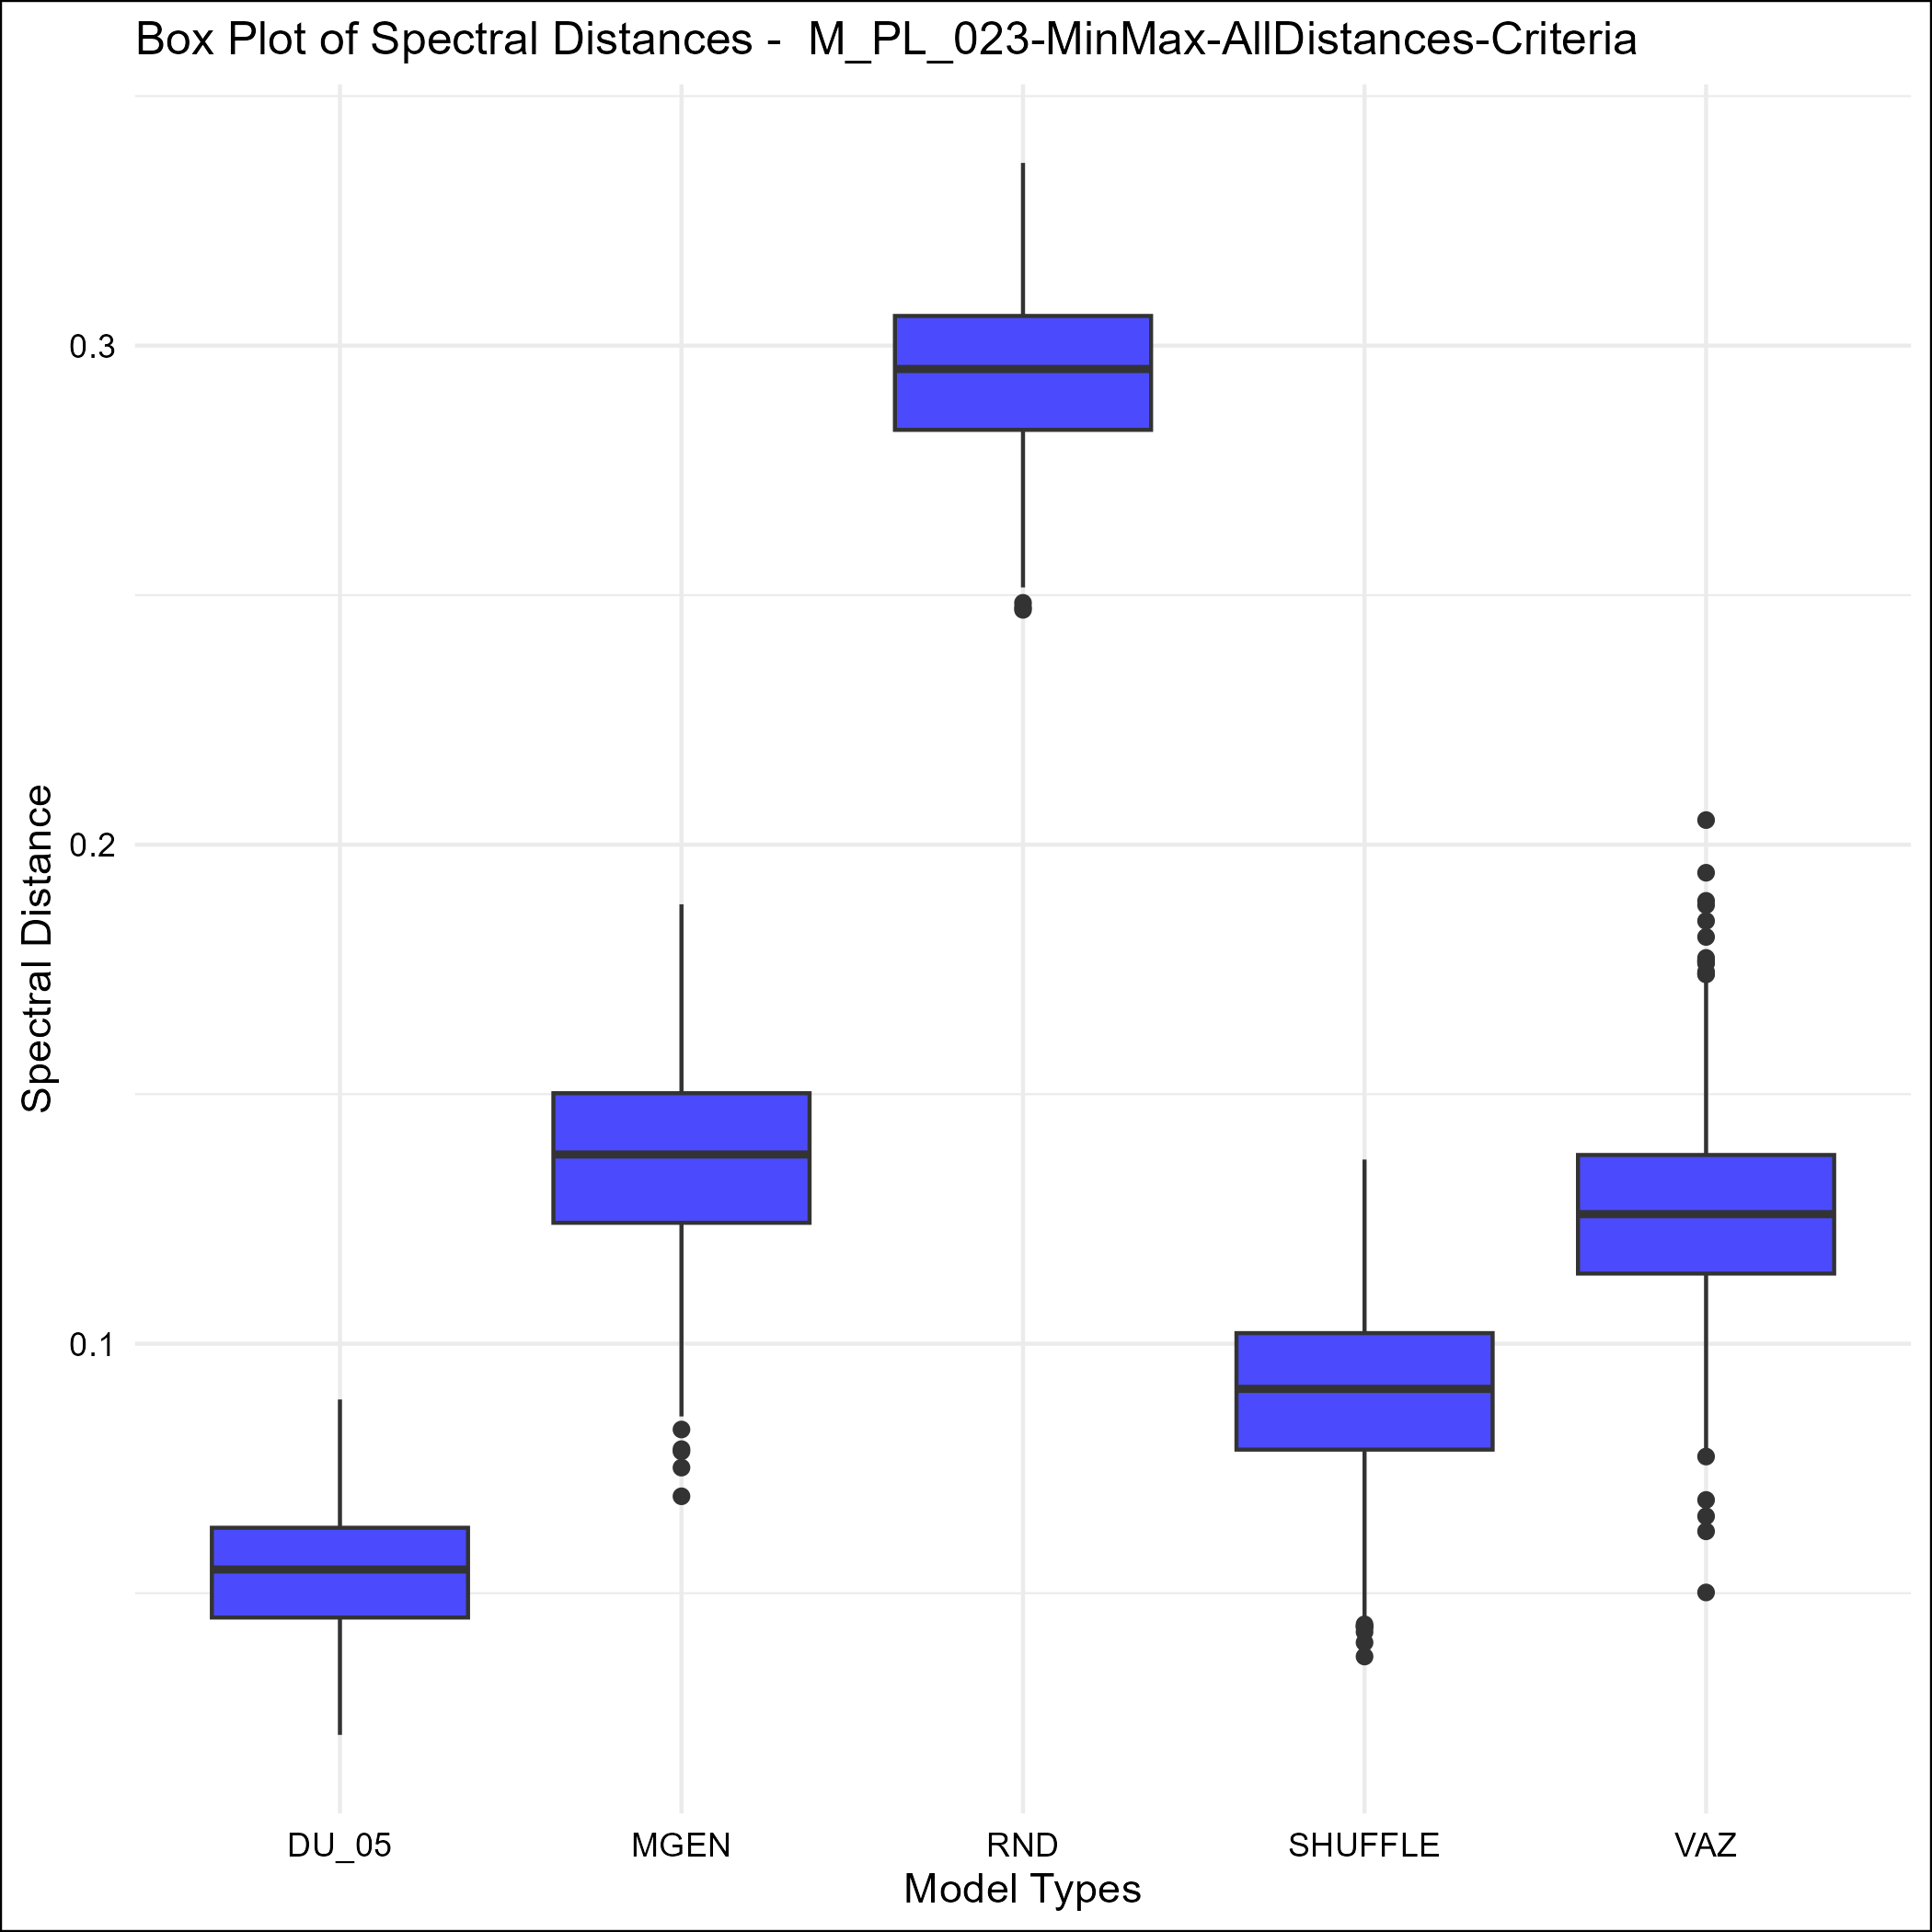 Box Plot of Spectral Distances -  M_PL_023-MinMax-AllDistances-Criteria
Spectral Distance
0.3
0.2
0.1
DU_05 MGEN RND SHUFFLE VAZ
Model Types